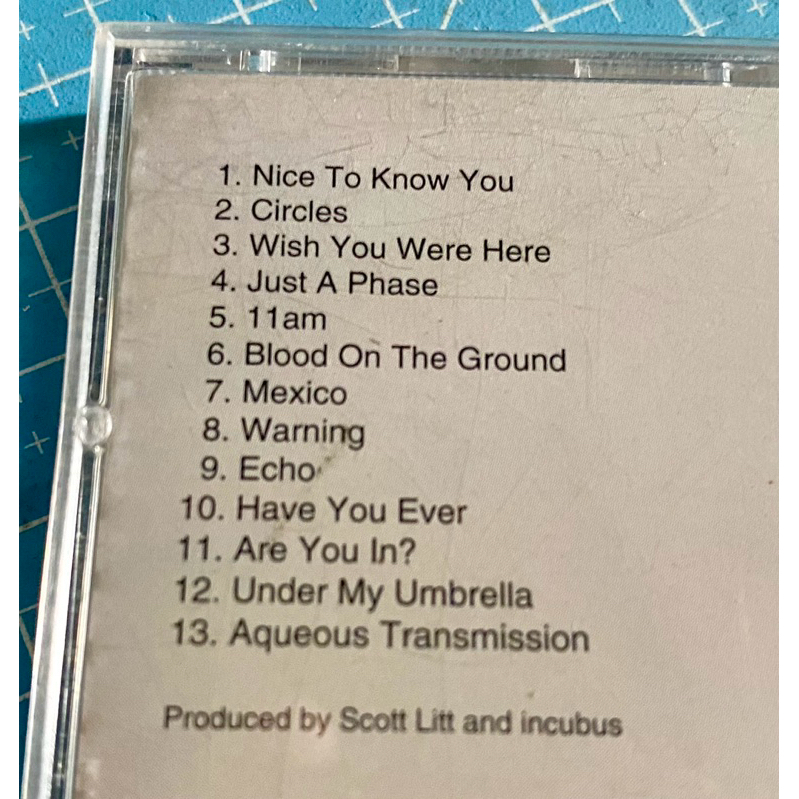 1. Nice To Know You
2. Circles
3. Wish You Were Here
4. Just A Phase
5. 11am
6. Blood On The Ground
7. Mexico
8. Warning
9. Echo
10. Have You Ever
11. Are You In?
12. Under My Umbrella
13. Aqueous Transmission
Produced by Scott Litt and incubus